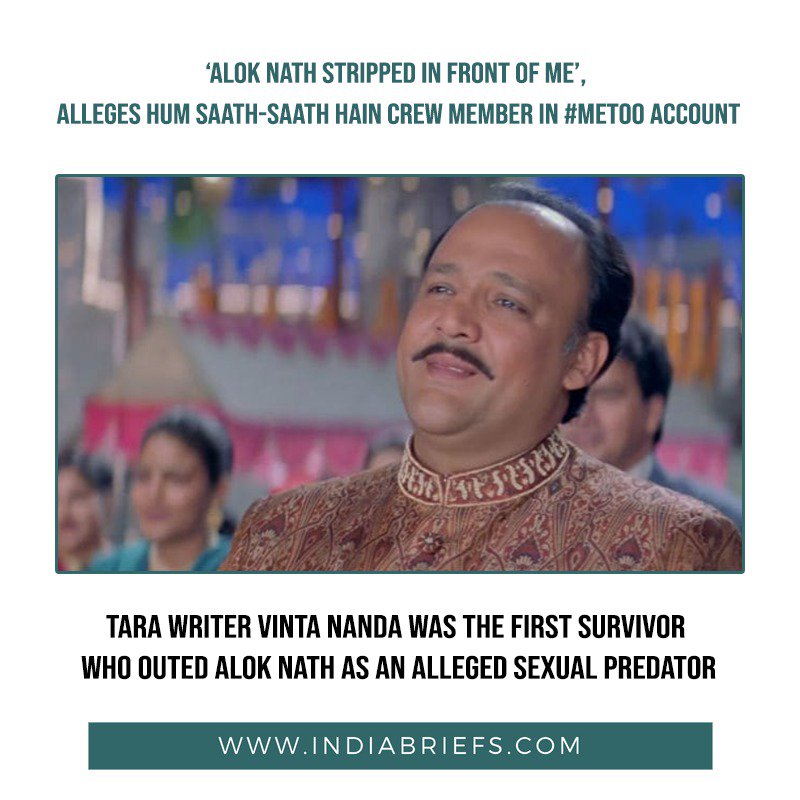 ‘ALOK NATH STRIPPED IN FRONT OF ME’,
ALLEGES HUM SAATH-SAATH HAIN CREW MEMBER IN #METOO ACCOUNT
TARA WRITER VINTA NANDA WAS THE FIRST SURVIVOR
WHO OUTED ALOK NATH AS AN ALLEGED SEXUAL PREDATOR
WWW.INDIABRIEFS.COM